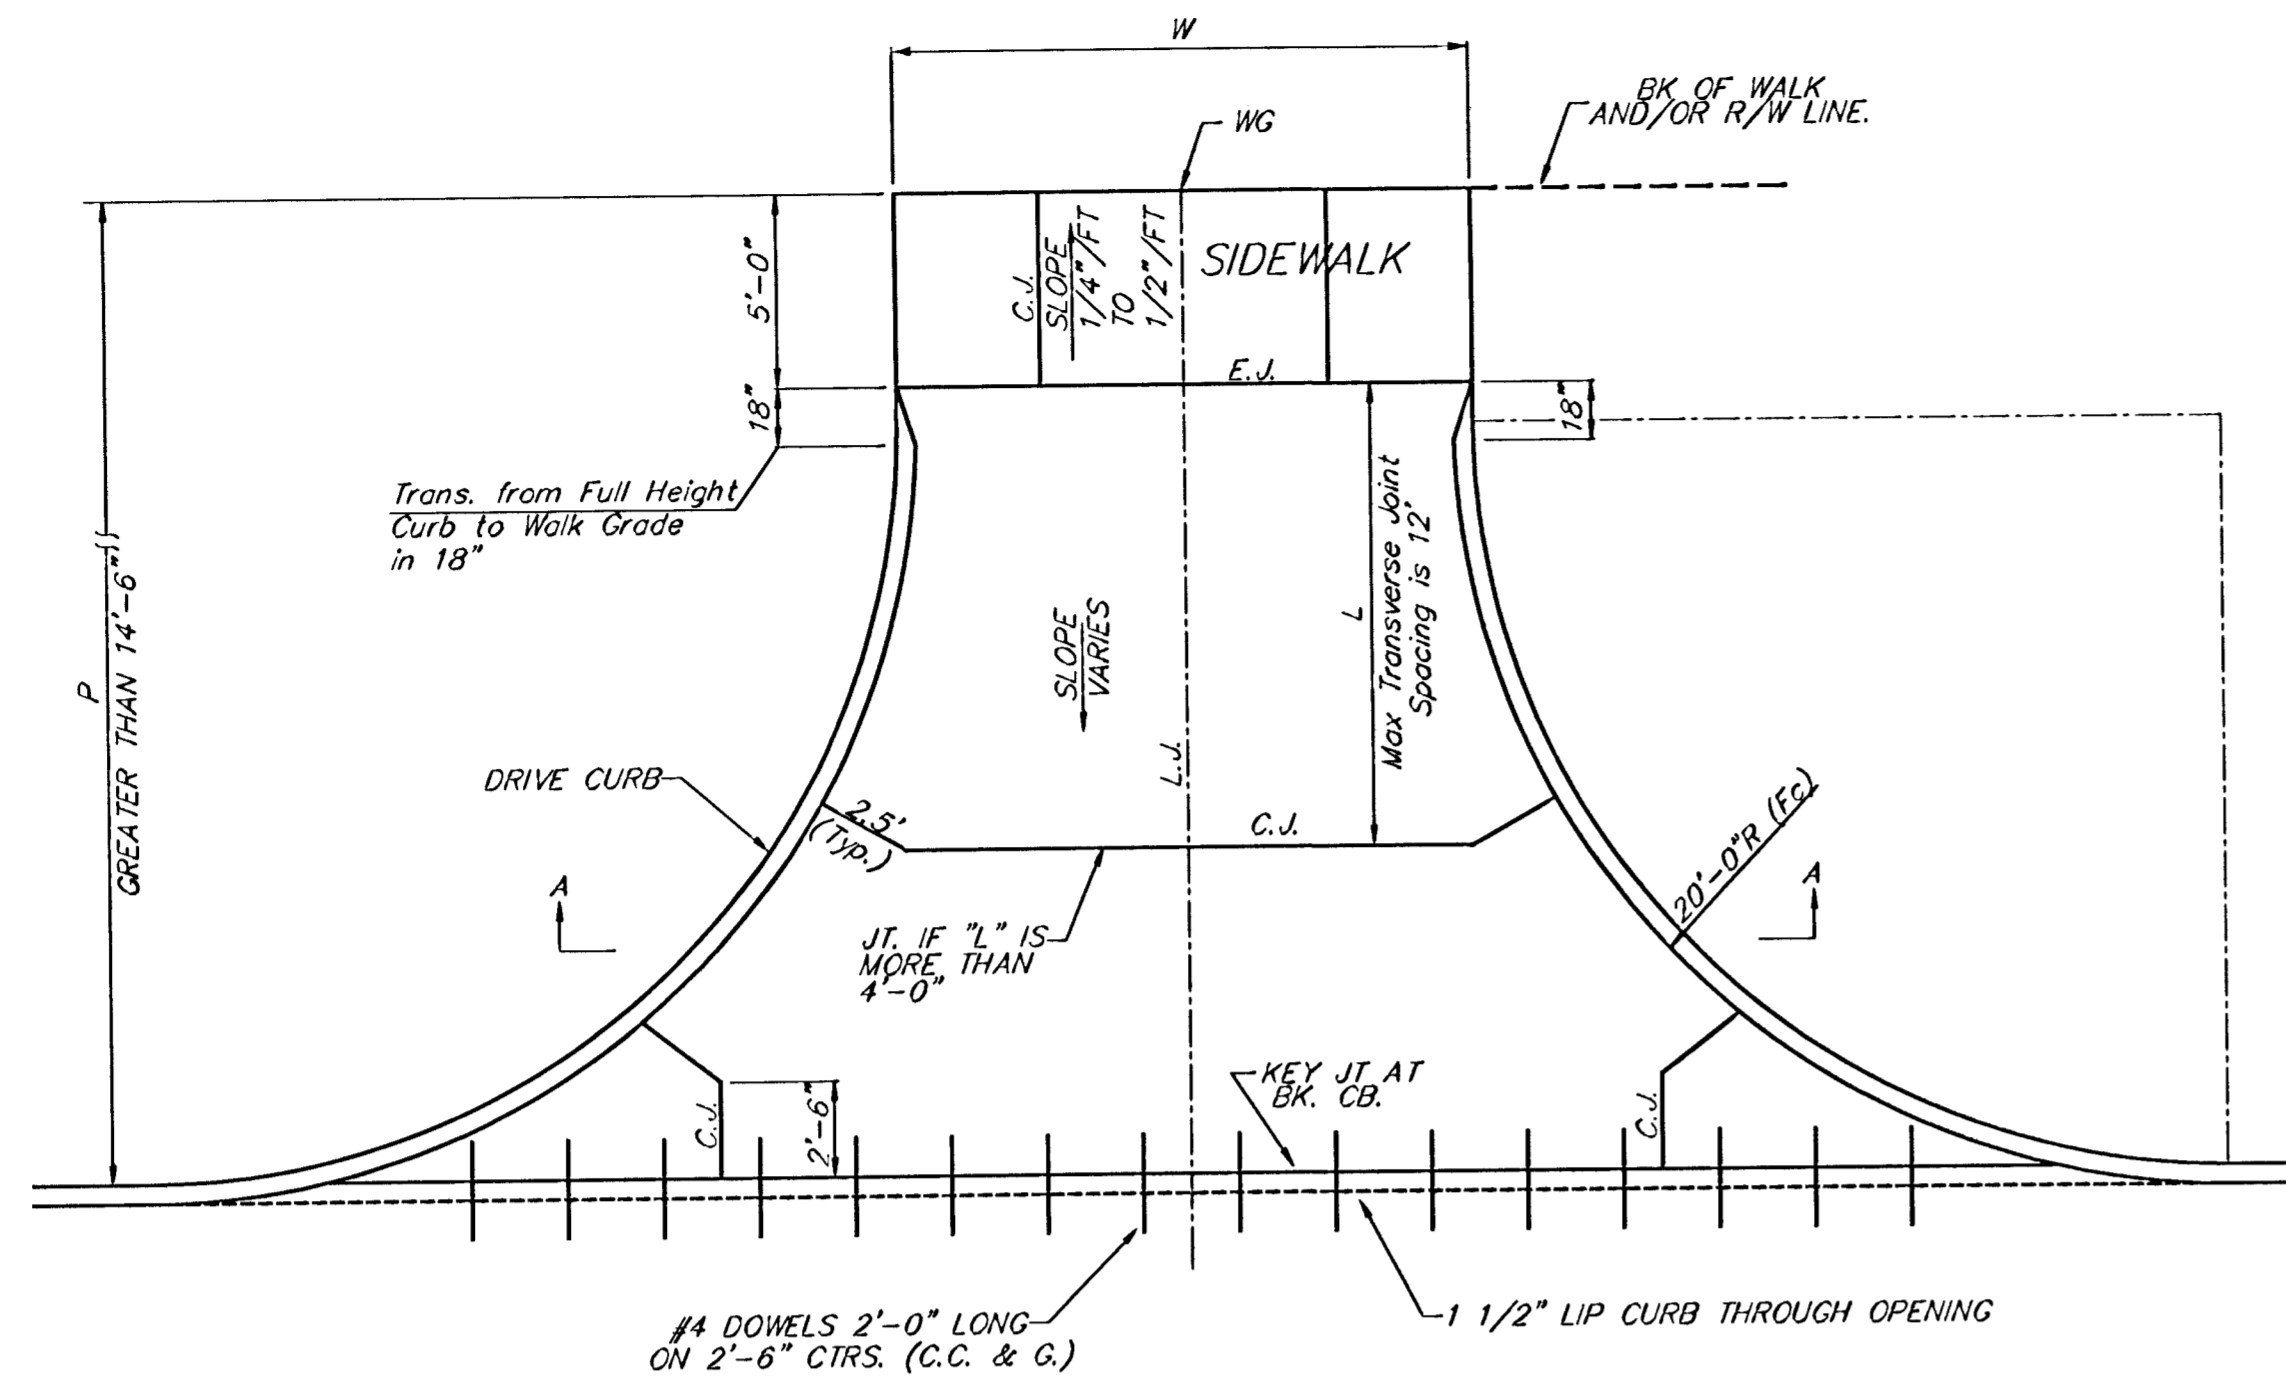 W
BK OF WALK
AND/OR R/W LINE.
WG
5'-0"
C.J.
SLOPE
1/4"/FT
TO
1/2"/FT
SIDEWALK
E.J.
18"
18"
Trans. from Full Height
Curb to Walk Grade
in 18"
P
GREATER THAN 14'-6"
SLOPE
VARIES
L
Max Transverse Joint
Spacing is 12'
L.J.
DRIVE CURB
2.5'
(Typ.)
C.J.
20'-0"R (Fc)
A
A
JT. IF "L" IS
MORE THAN
4'-0"
KEY JT AT
BK. CB.
C.J.
2'-6"
C.J.
#4 DOWELS 2'-0" LONG
ON 2'-6" CTRS. (C.C. & G.)
1 1/2" LIP CURB THROUGH OPENING